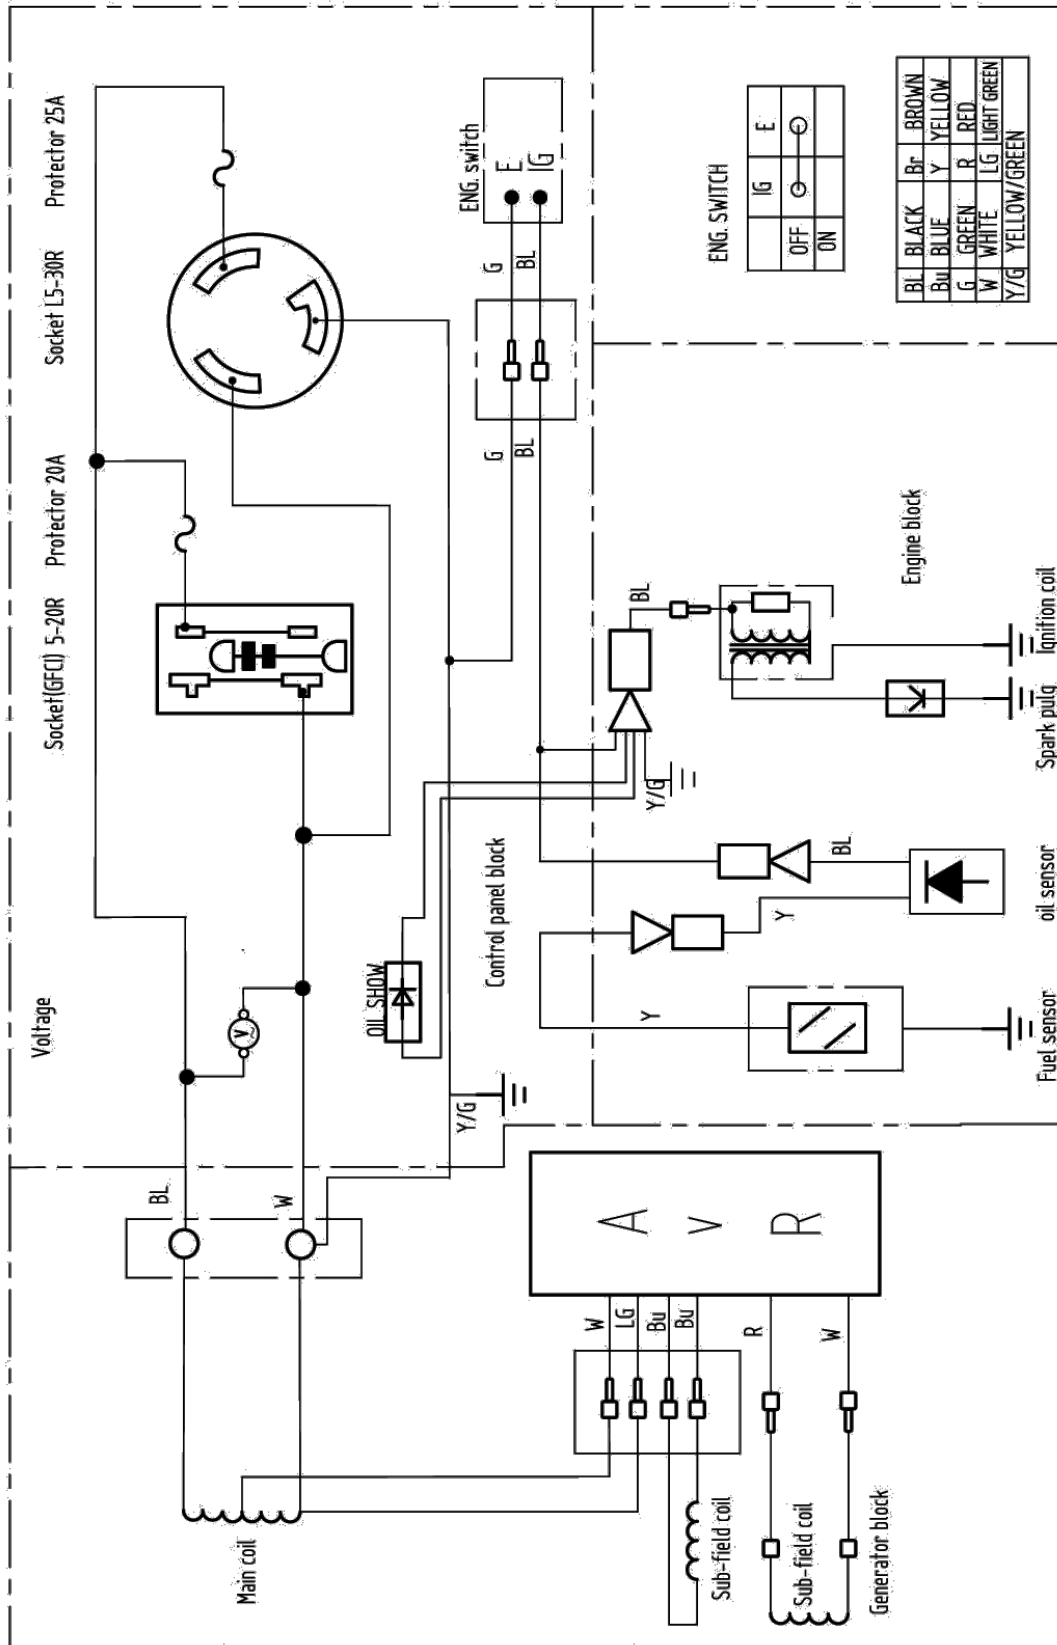 Voltage
Socket(GFCI) 5-20R
Protector 20A
Socket L5-30R
Protector 25A
ENG. switch
E
IG
G
BL
G
BL
OIL SHOW
Control panel block
Y/G
BL
W
Main coil
A
V
R
W
LG
Bu
Bu
R
W
Sub-field coil
Sub-field coil
Generator block
V
~
BL
Y/G
BL
Y
Y
Engine block
Fuel sensor
oil sensor
Spark pulg
Ignition coil
ENG. SWITCH
IG E
OFF
ON
BL BLACK Br BROWN
Bu BLUE Y YELLOW
G GREEN R RED
W WHITE LG LIGHT GREEN
Y/G YELLOW/GREEN